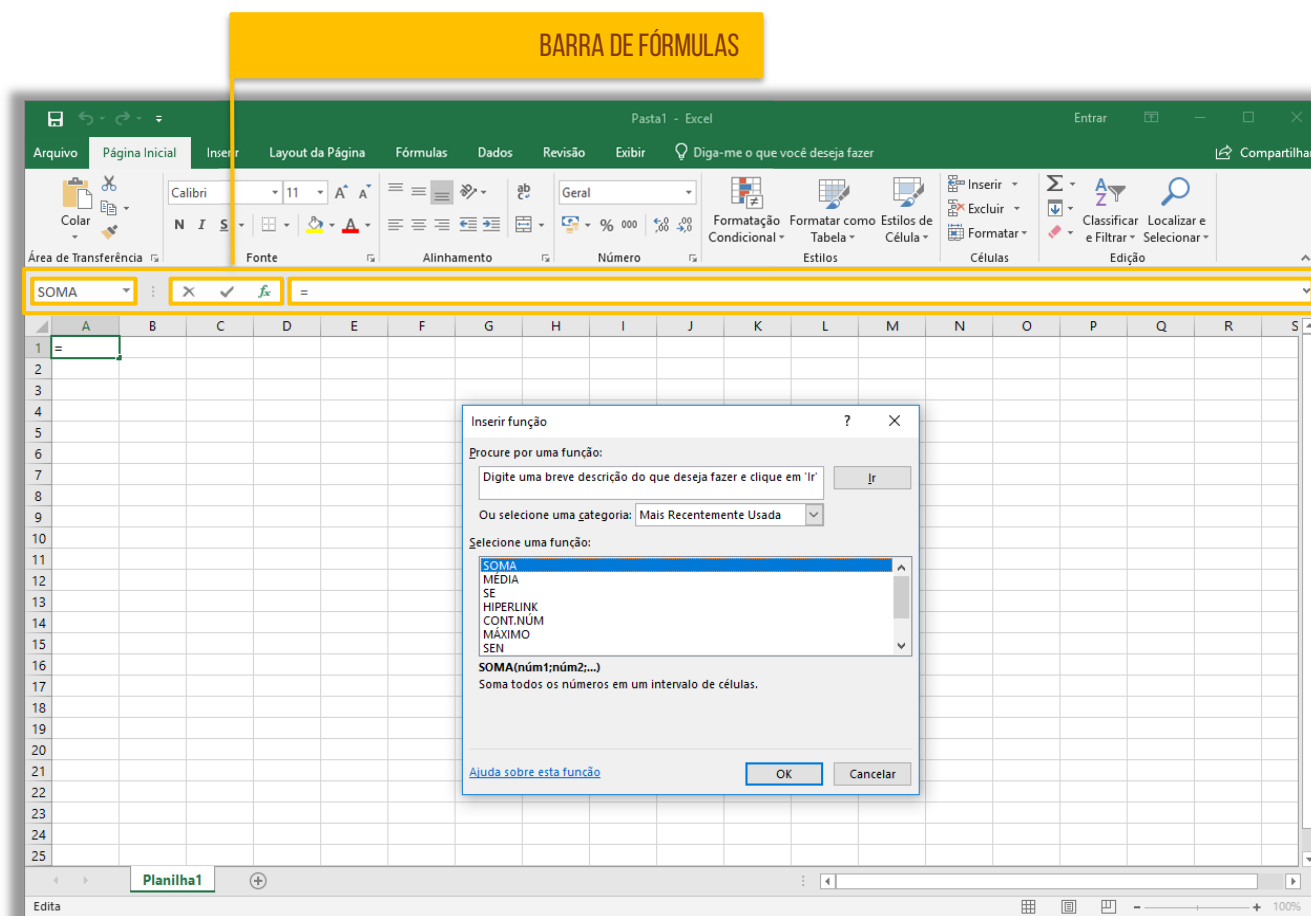 BARRA DE FÓRMULAS
Pasta1 - Excel
Entrar
Arquivo Página Inicial Inserir Layout da Página Fórmulas Dados Revisão Exibir Diga-me o que você deseja fazer Compartilhar
Colar
Calibri 11
N I S
Geral
% 000
Formatação Condicional
Formatar como Tabela
Estilos de Célula
Inserir
Excluir
Formatar
Classificar e Filtrar
Localizar e Selecionar
Área de Transferência Fonte Alinhamento Número Estilos Células Edição
SOMA fx =
A B C D E F G H I J K L M N O P Q R S
1 =
2
3
4
5
6
7
8
9
10
11
12
13
14
15
16
17
18
19
20
21
22
23
24
25
Inserir função ?
Procure por uma função:
Digite uma breve descrição do que deseja fazer e clique em 'Ir'
Ir
Ou selecione uma categoria: Mais Recentemente Usada
Selecione uma função:
SOMA
MÉDIA
SE
HIPERLINK
CONT.NÚM
MÁXIMO
SEN
SOMA(núm1;núm2;...)
Soma todos os números em um intervalo de células.
Ajuda sobre esta função
OK Cancelar
Planilha1
Edita
100%